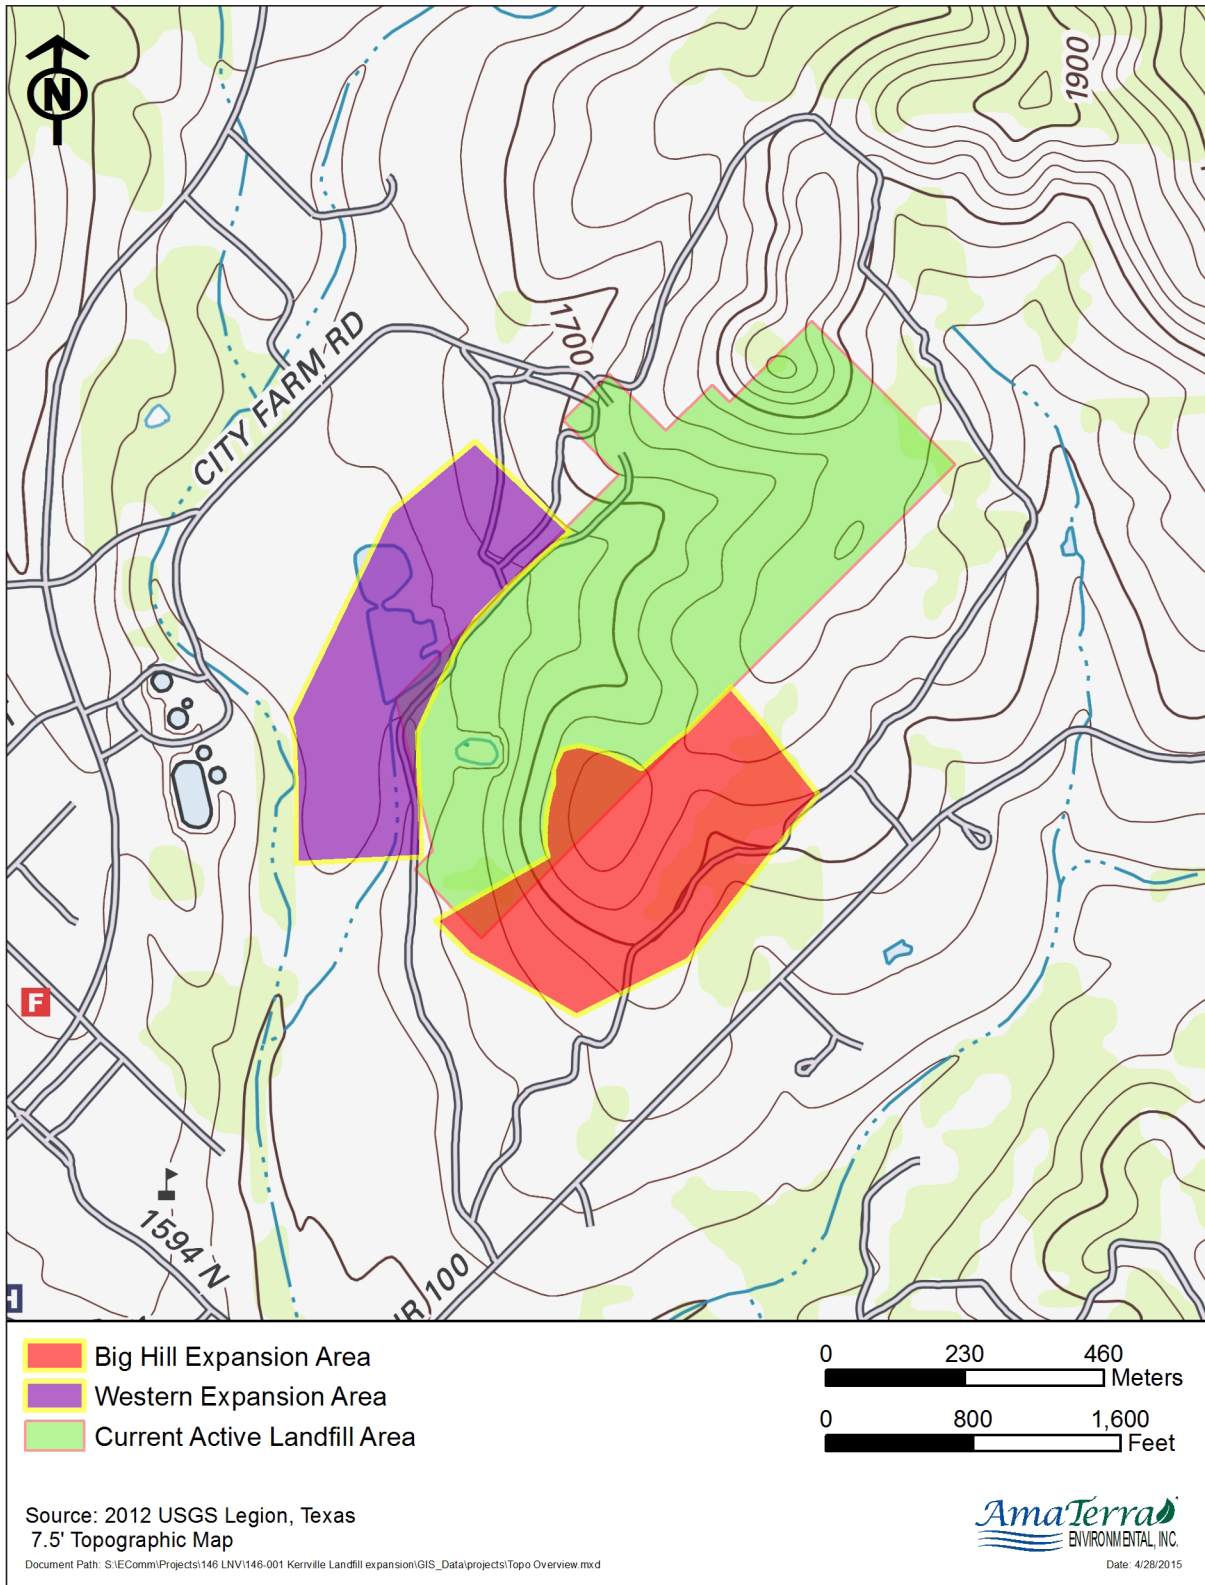 N
1900
1700
CITY FARM RD
F
1594 N
IR 100
H
Big Hill Expansion Area
Western Expansion Area
Current Active Landfill Area
0 230 460
Meters
0 800 1,600
Feet
Source: 2012 USGS Legion, Texas
7.5' Topographic Map
Document Path: S:\EComm\Projects\146 LNV\146-001 Kerrville Landfill expansion\GIS_Data\projects\Topo Overview.mxd
AmaTerra
ENVIRONMENTAL, INC.
Date: 4/28/2015